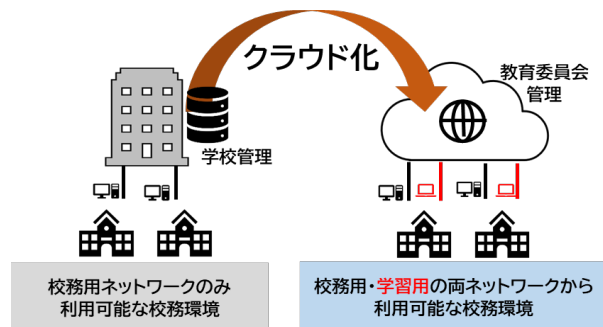 クラウド化
教育委員会
管理
学校管理
校務用ネットワークのみ
利用可能な校務環境
校務用・学習用の両ネットワークから
利用可能な校務環境